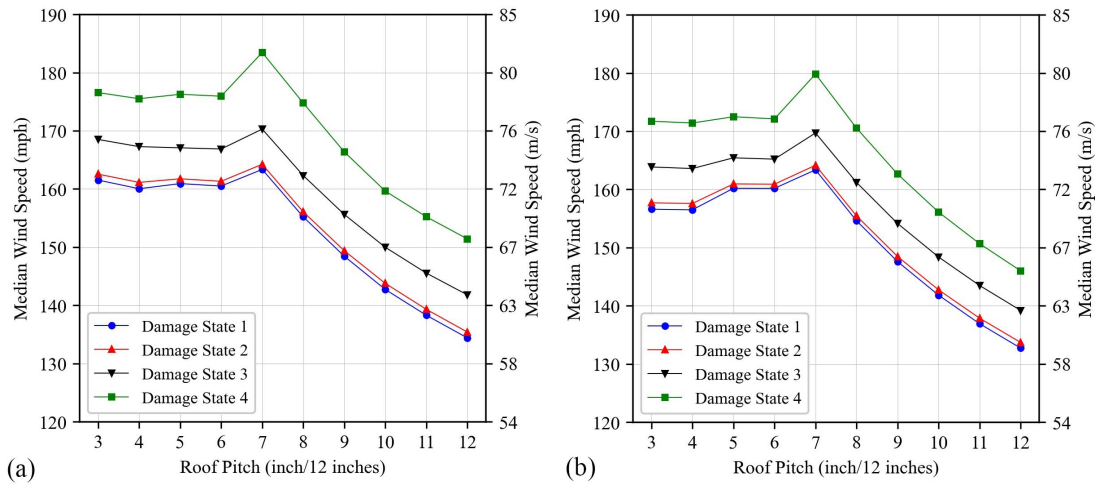 190
180
170
160
150
140
130
120
Median Wind Speed (mph)
85
80
76
72
67
63
58
54
Median Wind Speed (m/s)
Damage State 1
Damage State 2
Damage State 3
Damage State 4
3 4 5 6 7 8 9 10 11 12
Roof Pitch (inch/12 inches)
(a)
190
180
170
160
150
140
130
120
Median Wind Speed (mph)
85
80
76
72
67
63
58
54
Median Wind Speed (m/s)
Damage State 1
Damage State 2
Damage State 3
Damage State 4
3 4 5 6 7 8 9 10 11 12
Roof Pitch (inch/12 inches)
(b)